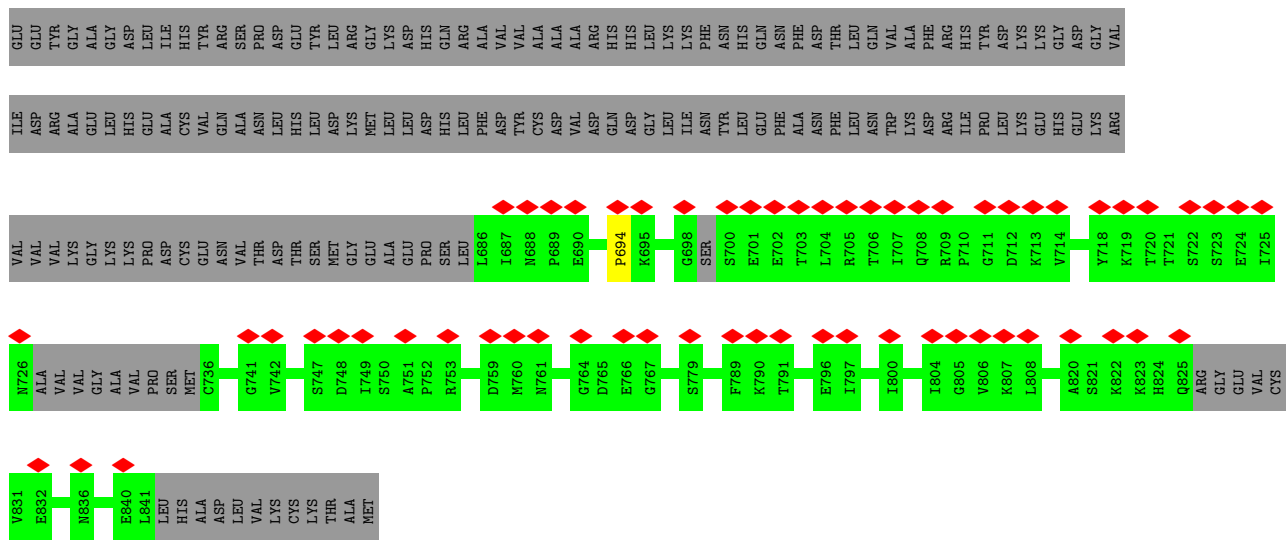 GLU GLU TYR GLY ALA GLY ASP LEU ILE HIS TYR ARG SER PRO ASP GLU TYR LEU ARG GLY LYS ASP HIS GLN ARG ALA VAL VAL ALA ALA ALA ARG HIS HIS LEU LYS LYS PHE ASN HIS GLN ASN PHE ASP THR LEU GLN VAL ALA PHE ARG HIS TYR ASP LYS LYS GLY ASP GLY VAL
ILE ASP ARG ALA GLU LEU HIS GLU ALA CYS VAL GLN ALA ASN LEU HIS LEU ASP LYS MET LEU LEU ASP HIS LEU PHE ASP TYR CYS ASP VAL ASP GLN ASP GLY LEU ILE ASN TYR LEU GLU PHE ALA ASN PHE LEU ASN TRP LYS ASP ARG ILE PRO LEU LYS GLU HIS GLU LYS ARG
VAL VAL VAL LYS GLY LYS LYS PRO ASP CYS GLU ASN VAL THR ASP THR SER MET GLY GLU ALA GLU PRO SER LEU L686 I687 N688 P689 E690 P694 K695 G698 SER S700 E701 E702 T703 L704 R705 T706 I707 Q708 R709 P710 G711 D712 K713 V714 Y718 K719 T720 T721 S722 S723 E724 I725
N726 ALA VAL VAL GLY ALA VAL PRO SER MET C736 G741 V742 S747 D748 I749 S750 A751 P752 R753 D759 M760 N761 G764 D765 E766 G767 S779 F789 K790 T791 E796 I797 I800 I804 G805 V806 K807 L808 A820 S821 K822 K823 H824 Q825 ARG GLY GLU VAL CYS
V831 E832 N836 E840 L841 LEU HIS ALA ASP LEU VAL LYS CYS LYS THR ALA MET